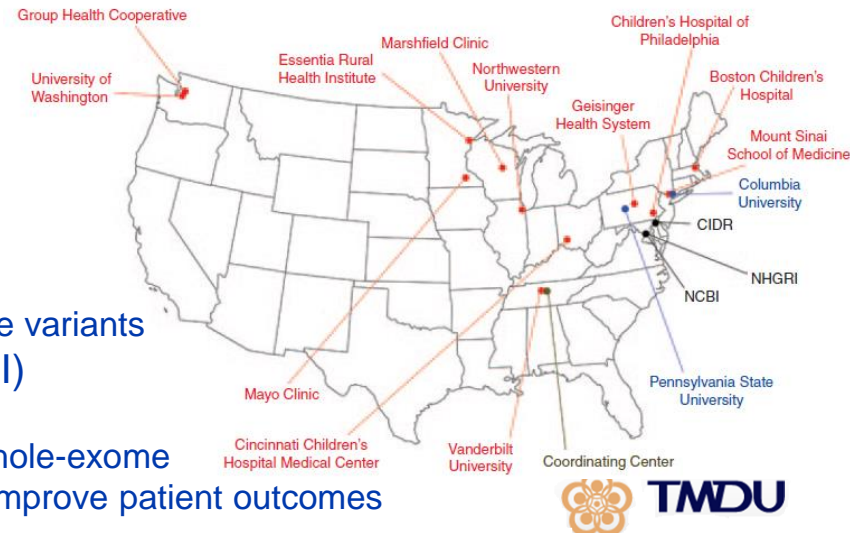 Group Health Cooperative
University of
Washington
Essentia Rural
Health Institute
Marshfield Clinic
Northwestern
University
Children's Hospital of
Philadelphia
Geisinger
Health System
Boston Children's
Hospital
Mount Sinai
School of Medicine
Columbia
University
CIDR
NHGRI
NCBI
Pennsylvania State
University
Mayo Clinic
Cincinnati Children's
Hospital Medical Center
Vanderbilt
University
Coordinating Center
e variants
I)
hole-exome
improve patient outcomes
TMDU